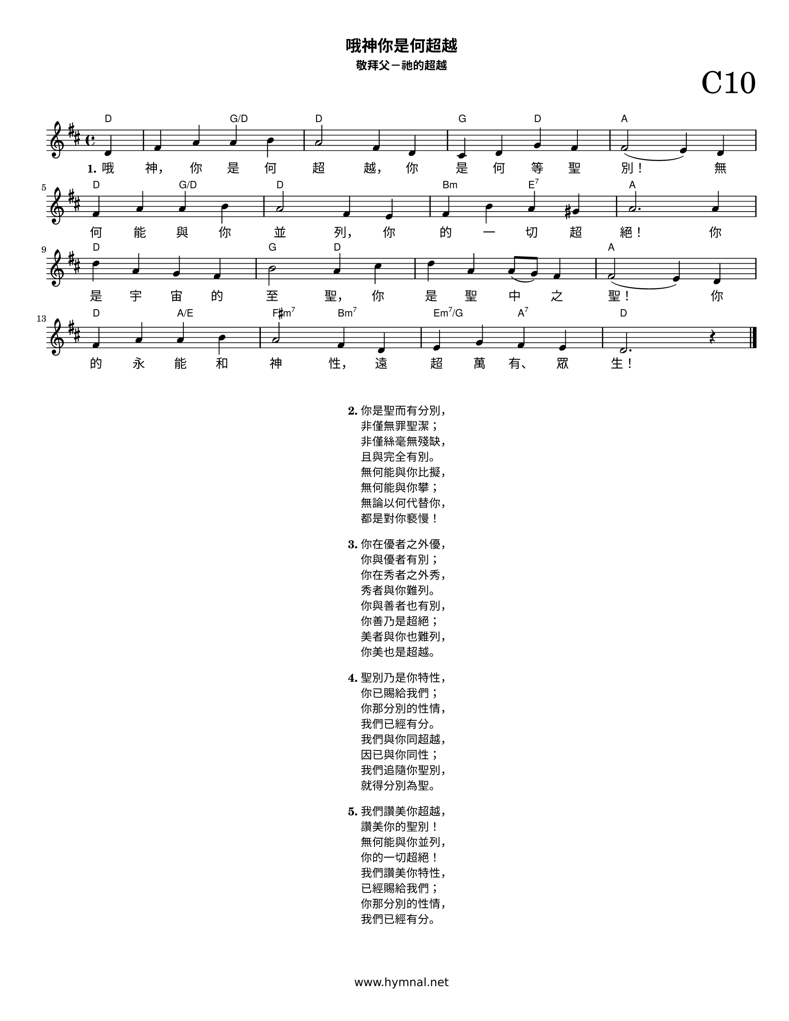 哦神你是何超越
敬拜父－祂的超越
C10
D G/D D G D A
1. 哦 神， 你 是 何 超 越， 你 是 何 等 聖 別！ 無
5
D G/D D Bm E7 A
何 能 與 你 並 列， 你 的 一 切 超 絕！ 你
9
D G D A
是 宇 宙 的 至 聖， 你 是 聖 中 之 聖！ 你
13
D A/E F#m7 Bm7 Em7/G A7 D
的 永 能 和 神 性， 遠 超 萬 有、 眾 生！
2. 你是聖而有分別，
非僅無罪聖潔；
非僅絲毫無殘缺，
且與完全有別。
無何能與你比擬，
無何能與你攀；
無論以何代替你，
都是對你褻慢！
3. 你在優者之外優，
你與優者有別；
你在秀者之外秀，
秀者與你難列。
你與善者也有別，
你善乃是超絕；
美者與你也難列，
你美也是超越。
4. 聖別乃是你特性，
你已賜給我們；
你那分別的性情，
我們已經有分。
我們與你同超越，
因已與你同性；
我們追隨你聖別，
就得分別為聖。
5. 我們讚美你超越，
讚美你的聖別！
無何能與你並列，
你的一切超絕！
我們讚美你特性，
已經賜給我們；
你那分別的性情，
我們已經有分。
www.hymnal.net